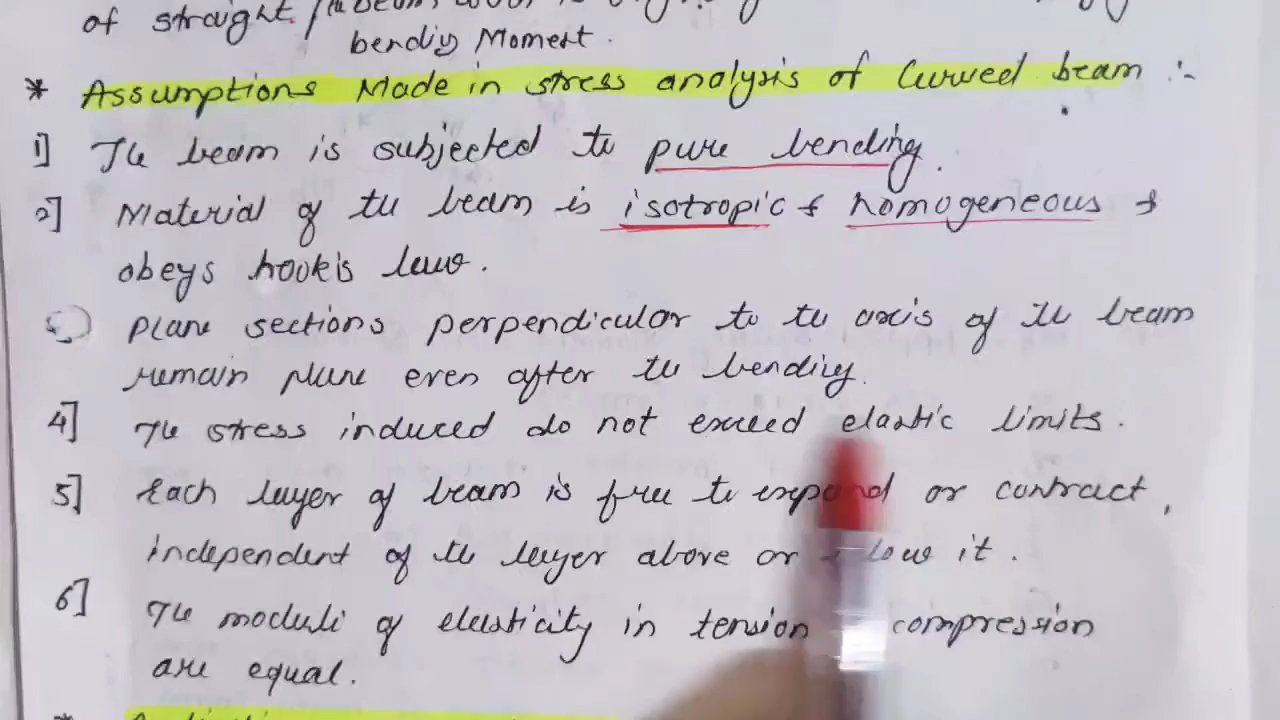 of straight
bending Moment.
* Assumptions Made in stress analysis of Curved beam :-
1] The beam is subjected to pure bending.
2] Material of the beam is isotropic & homogeneous &
obeys hook's law.
plane sections perpendicular to the axis of the beam
remain plane even after the bending.
4] The stress induced do not exceed elastic limits.
5] Each layer of beam is free to expand or contract,
independent of the layer above or it.
6] The moduli of elasticity in tension compression
are equal.
*